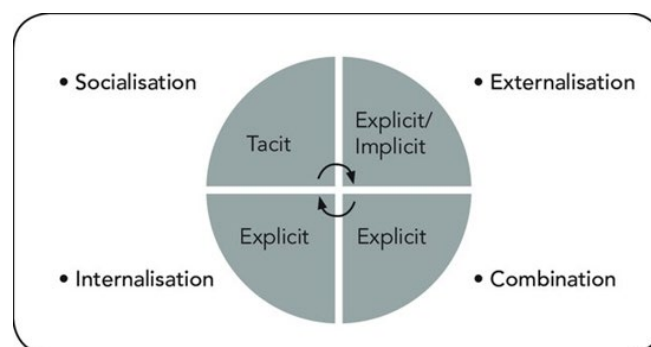 • Socialisation
• Externalisation
Tacit
Explicit/
Implicit
Explicit
Explicit
• Internalisation
• Combination